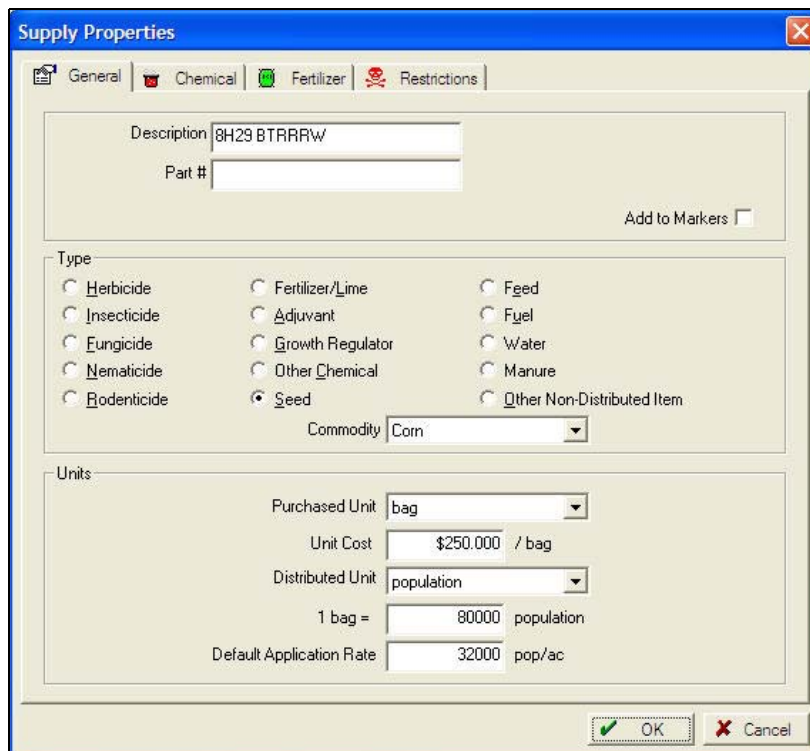 Supply Properties
General Chemical Fertilizer Restrictions
Description 8H29 BTRRRW
Part #
Add to Markers
Type
Herbicide Fertilizer/Lime Feed
Insecticide Adjuvant Fuel
Fungicide Growth Regulator Water
Nematicide Other Chemical Manure
Rodenticide Seed Other Non-Distributed Item
Commodity Corn
Units
Purchased Unit bag
Unit Cost $250.000 / bag
Distributed Unit population
1 bag = 80000 population
Default Application Rate 32000 pop/ac
OK Cancel